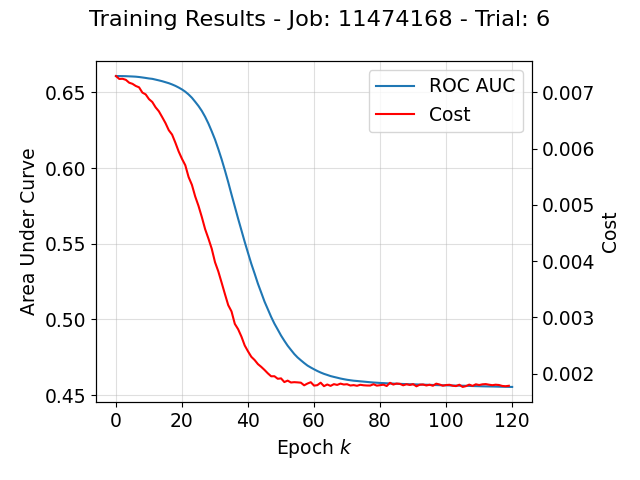 Training Results - Job: 11474168 - Trial: 6
ROC AUC
Cost
Area Under Curve
0.65
0.60
0.55
0.50
0.45
0.007
0.006
0.005
0.004
0.003
0.002
Cost
0 20 40 60 80 100 120
Epoch k